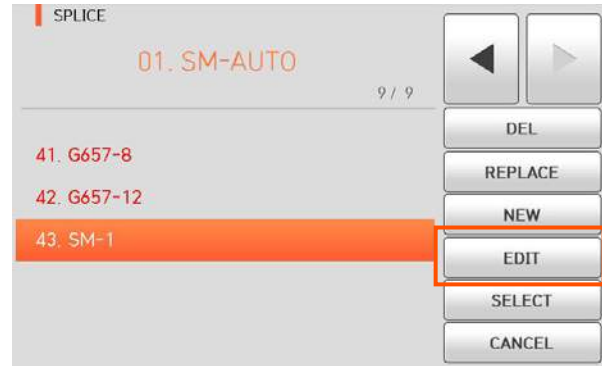 SPLICE
01. SM-AUTO
9 / 9
41. G657-8
42. G657-12
43. SM-1
DEL
REPLACE
NEW
EDIT
SELECT
CANCEL